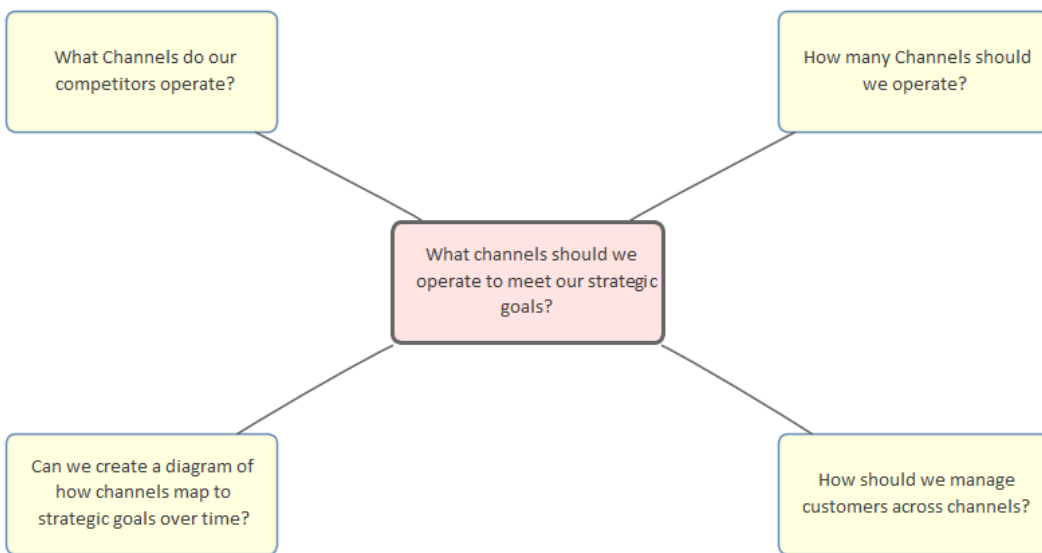 What Channels do our
competitors operate?
How many Channels should
we operate?
What channels should we
operate to meet our strategic
goals?
Can we create a diagram of
how channels map to
strategic goals over time?
How should we manage
customers across channels?